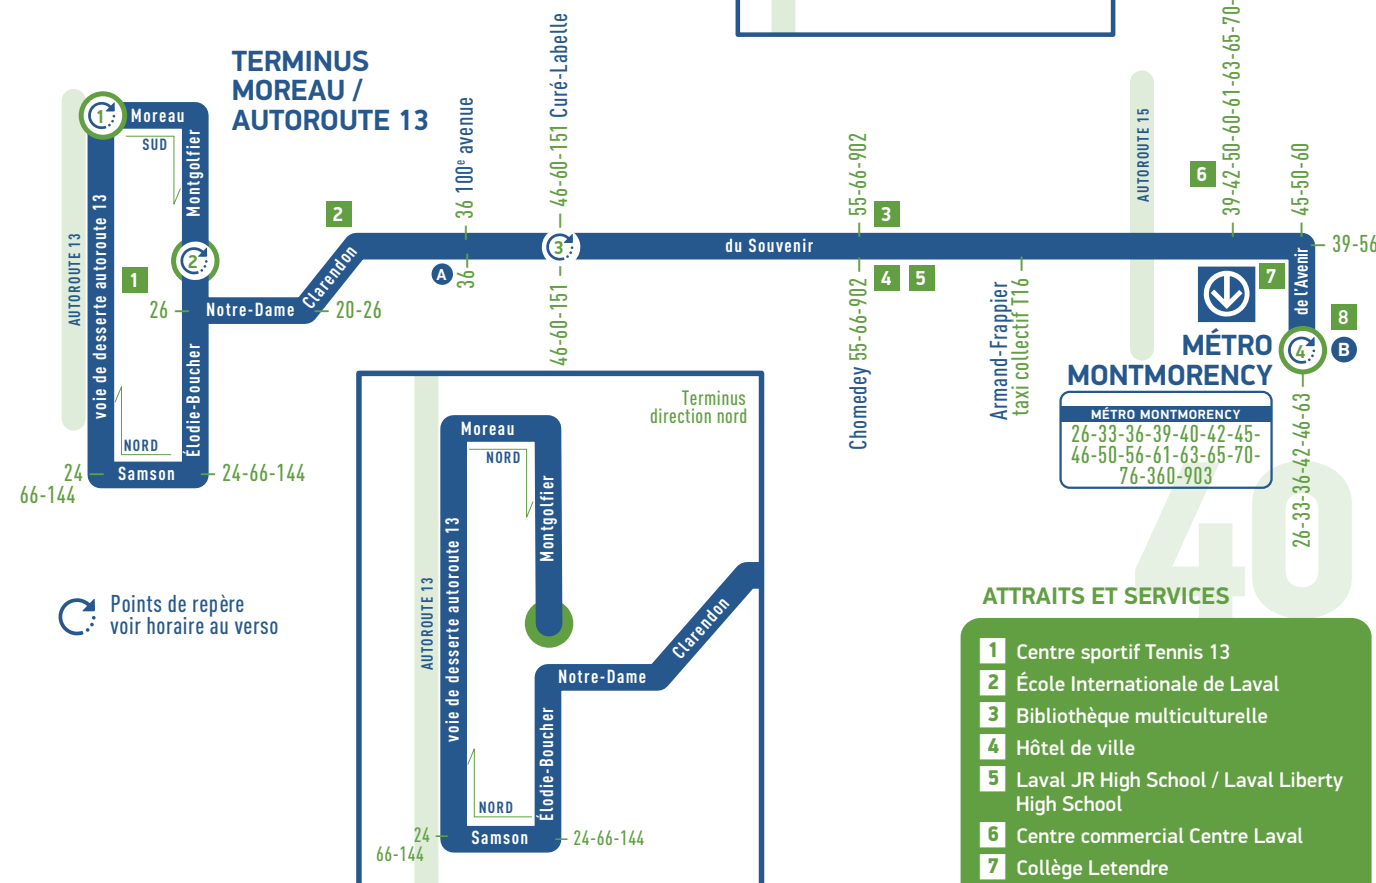 TERMINUS
MOREAU /
AUTOROUTE 13
1
Moreau
SUD
Montgolfier
AUTOROUTE 13
voie de desserte autoroute 13
1
2
26
Notre-Dame
Clarendon
20-26
Élodie-Boucher
NORD
24
66-144
Samson
24-66-144
2
36 100e avenue
A
36
46-60-151 Curé-Labelle
3
46-60-151
du Souvenir
55-66-902
3
4
5
Chomedey 55-66-902
Armand-Frappier
taxi collectif T16
AUTOROUTE 15
6
39-42-50-60-61-63-65-70-
45-50-60
39-56
de l'Avenir
7
8
4
B
MÉTRO
MONTMORENCY
MÉTRO MONTMORENCY
26-33-36-39-40-42-45-
46-50-56-61-63-65-70-
76-360-903
26-33-36-42-46-63
40
Terminus
direction nord
Moreau
NORD
Montgolfier
AUTOROUTE 13
voie de desserte autoroute 13
Clarendon
Notre-Dame
Élodie-Boucher
NORD
24
66-144
Samson
24-66-144
Points de repère
voir horaire au verso
ATTRAITS ET SERVICES
1 Centre sportif Tennis 13
2 École Internationale de Laval
3 Bibliothèque multiculturelle
4 Hôtel de ville
5 Laval JR High School / Laval Liberty
High School
6 Centre commercial Centre Laval
7 Collège Letendre